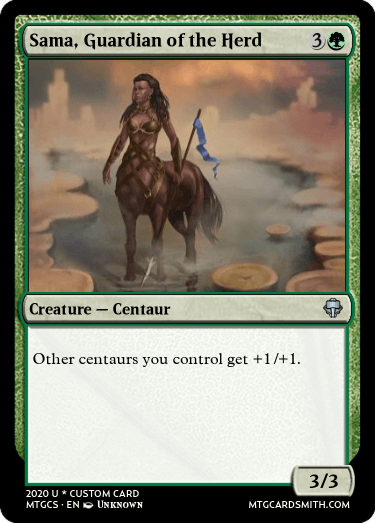 Sama, Guardian of the Herd 3
Creature — Centaur
Other centaurs you control get +1/+1.
3/3
2020 U * CUSTOM CARD
MTGCS · EN Unknown
MTGCARDSMITH.COM